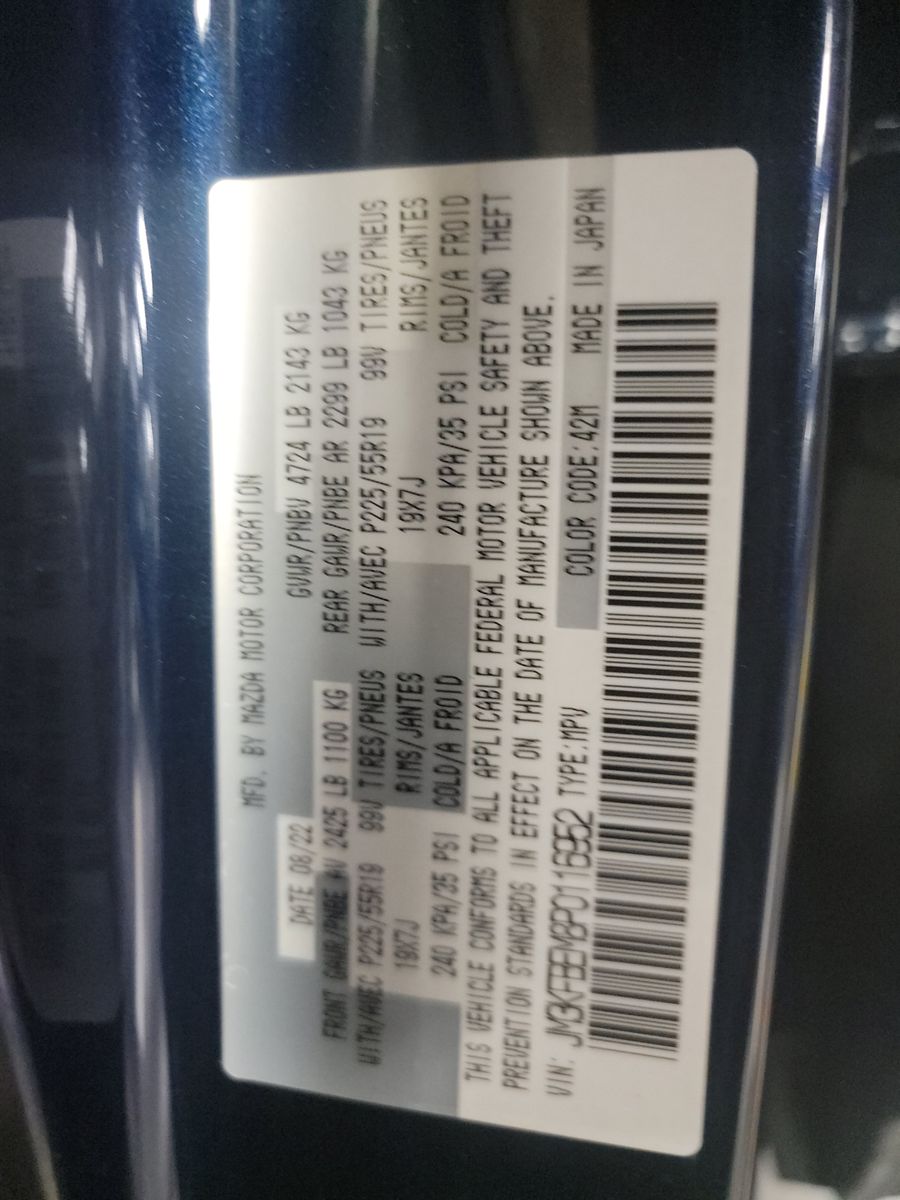 MFD. BY MAZDA MOTOR CORPORATION
DATE 08/22 GVWR/PNBV 4724 LB 2143 KG
FRONT GAWR/PNBE AV 2425 LB 1100 KG REAR GAWR/PNBE AR 2299 LB 1043 KG
WITH/AVEC P225/55R19 99V TIRES/PNEUS WITH/AVEC P225/55R19 99V TIRES/PNEUS
19X7J RIMS/JANTES 19X7J RIMS/JANTES
240 KPA/35 PSI COLD/A FROID 240 KPA/35 PSI COLD/A FROID
THIS VEHICLE CONFORMS TO ALL APPLICABLE FEDERAL MOTOR VEHICLE SAFETY AND THEFT
PREVENTION STANDARDS IN EFFECT ON THE DATE OF MANUFACTURE SHOWN ABOVE.
VIN: JM3KFBEM8P0116952 TYPE:MPV COLOR CODE:42M MADE IN JAPAN